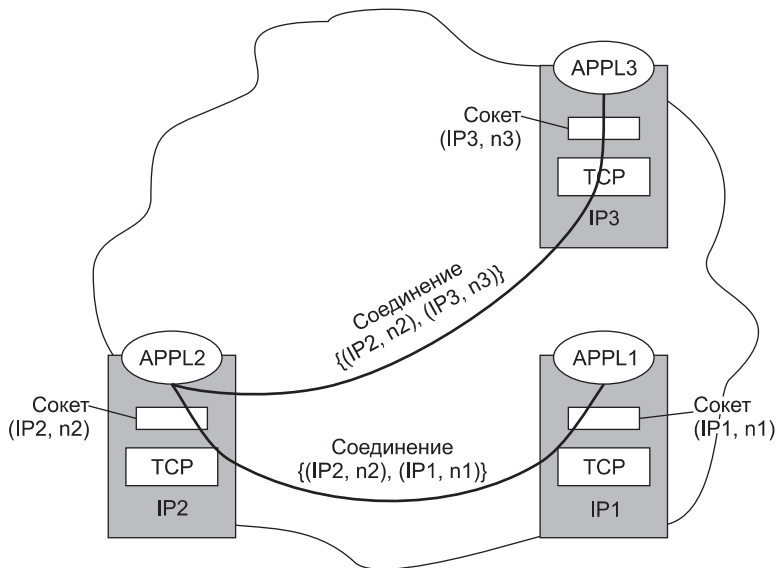 APPL3
Сокет
(IP3, n3)
TCP
IP3
Соединение
{(IP2, n2), (IP3, n3)}
APPL2
Сокет
(IP2, n2)
TCP
IP2
Соединение
{(IP2, n2), (IP1, n1)}
APPL1
Сокет
(IP1, n1)
TCP
IP1